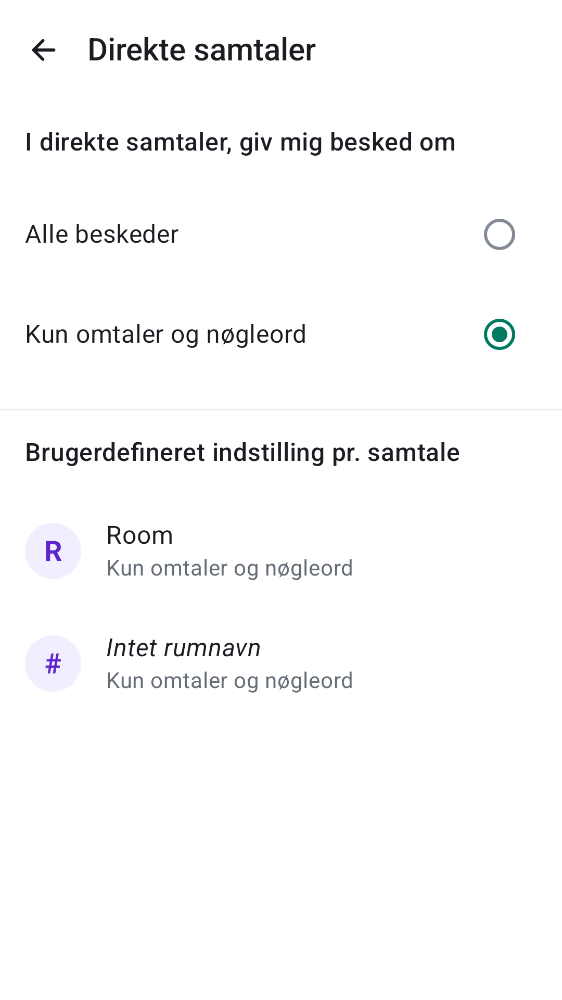 Direkte samtaler
I direkte samtaler, giv mig besked om
Alle beskeder
Kun omtaler og nøgleord
Brugerdefineret indstilling pr. samtale
R
Room
Kun omtaler og nøgleord
#
Intet rumnavn
Kun omtaler og nøgleord